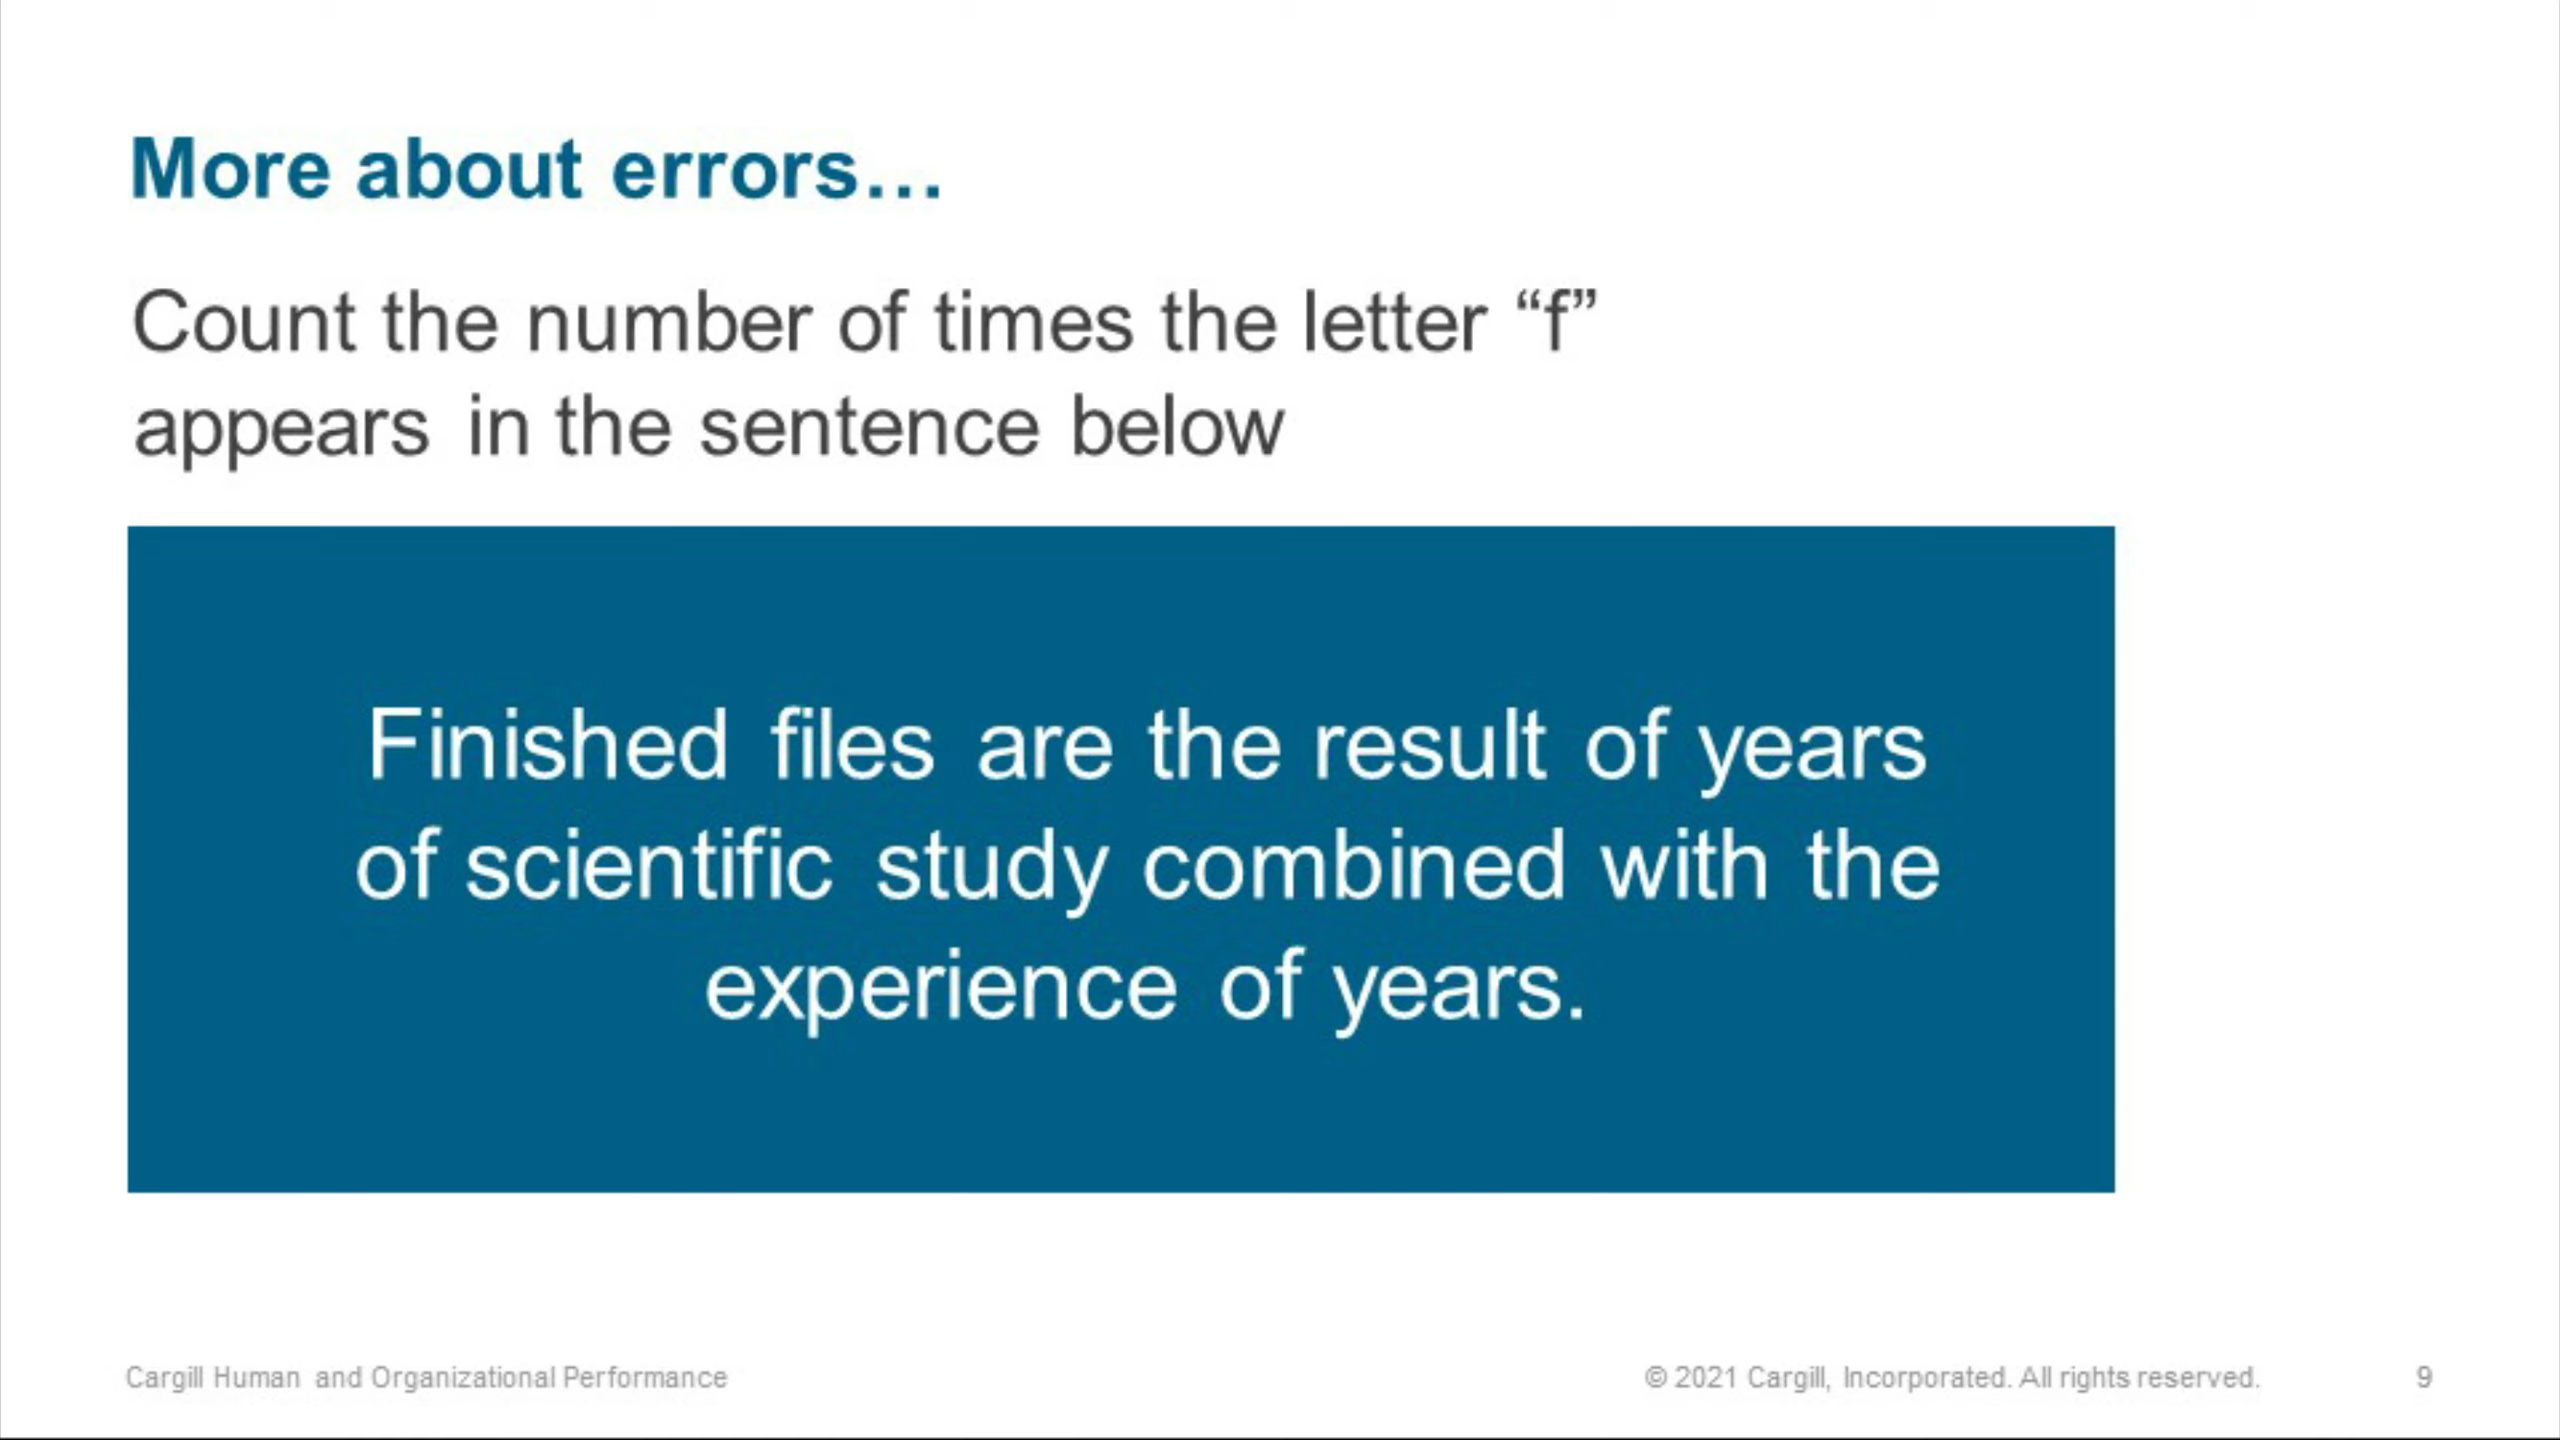 More about errors…
Count the number of times the letter “f”
appears in the sentence below
Finished files are the result of years
of scientific study combined with the
experience of years.
Cargill Human and Organizational Performance
© 2021 Cargill, Incorporated. All rights reserved.
9